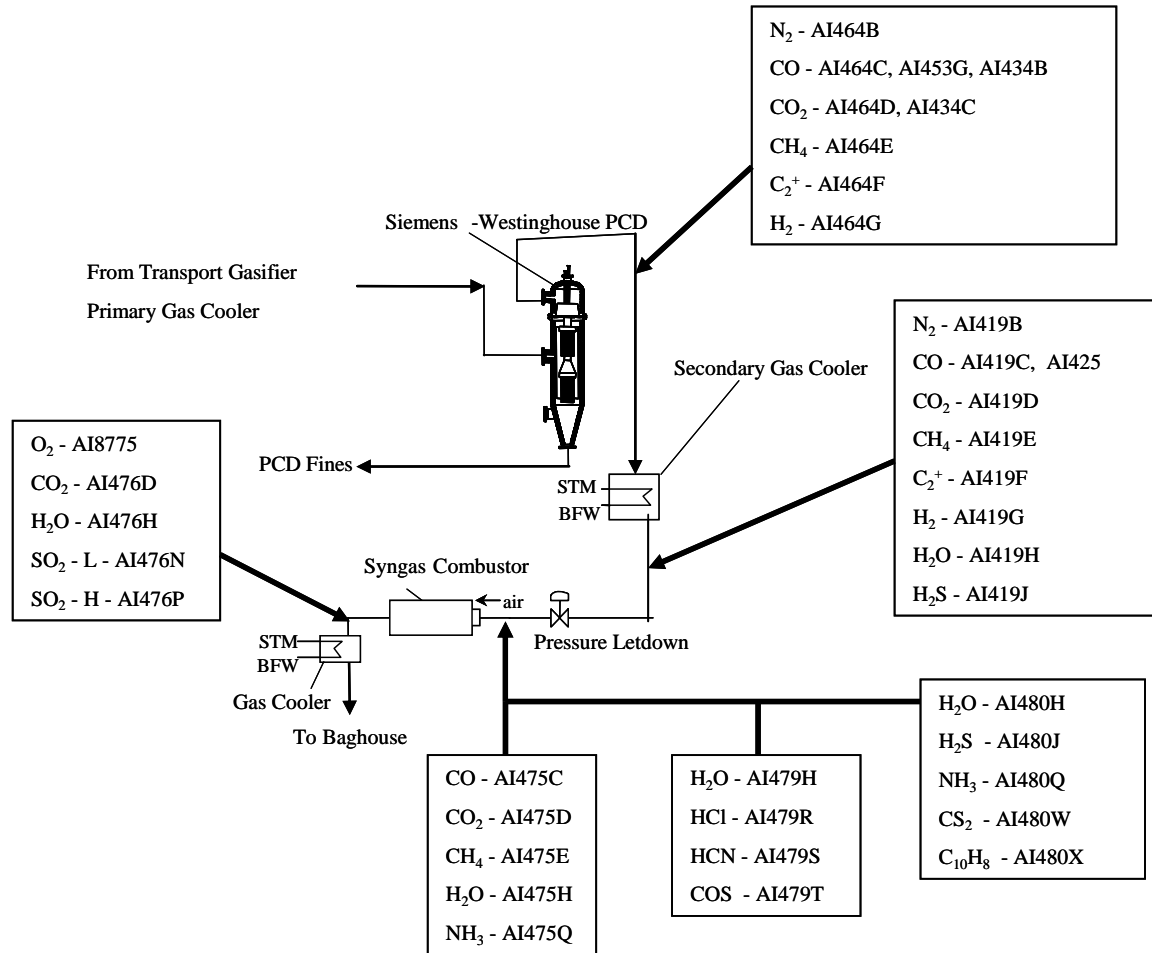 N₂ - AI464B
CO - AI464C, AI453G, AI434B
CO₂ - AI464D, AI434C
CH₄ - AI464E
C₂⁺ - AI464F
H₂ - AI464G
Siemens -Westinghouse PCD
From Transport Gasifier
Primary Gas Cooler
N₂ - AI419B
CO - AI419C, AI425
CO₂ - AI419D
CH₄ - AI419E
C₂⁺ - AI419F
H₂ - AI419G
H₂O - AI419H
H₂S - AI419J
Secondary Gas Cooler
PCD Fines
STM
BFW
O₂ - AI8775
CO₂ - AI476D
H₂O - AI476H
SO₂ - L - AI476N
SO₂ - H - AI476P
Syngas Combustor
air
Pressure Letdown
STM
BFW
Gas Cooler
To Baghouse
CO - AI475C
CO₂ - AI475D
CH₄ - AI475E
H₂O - AI475H
NH₃ - AI475Q
H₂O - AI479H
HCl - AI479R
HCN - AI479S
COS - AI479T
H₂O - AI480H
H₂S - AI480J
NH₃ - AI480Q
CS₂ - AI480W
C₁₀H₈ - AI480X